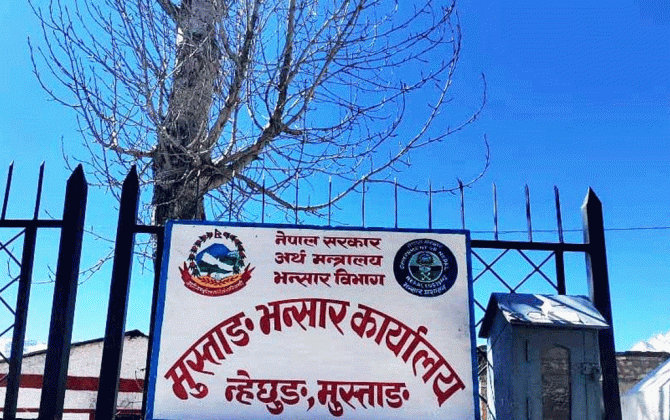 नेपाल सरकार
अर्थ मन्त्रालय
भन्सार विभाग
मुस्ताङ भन्सार कार्यालय
न्हेघुङ, मुस्ताङ